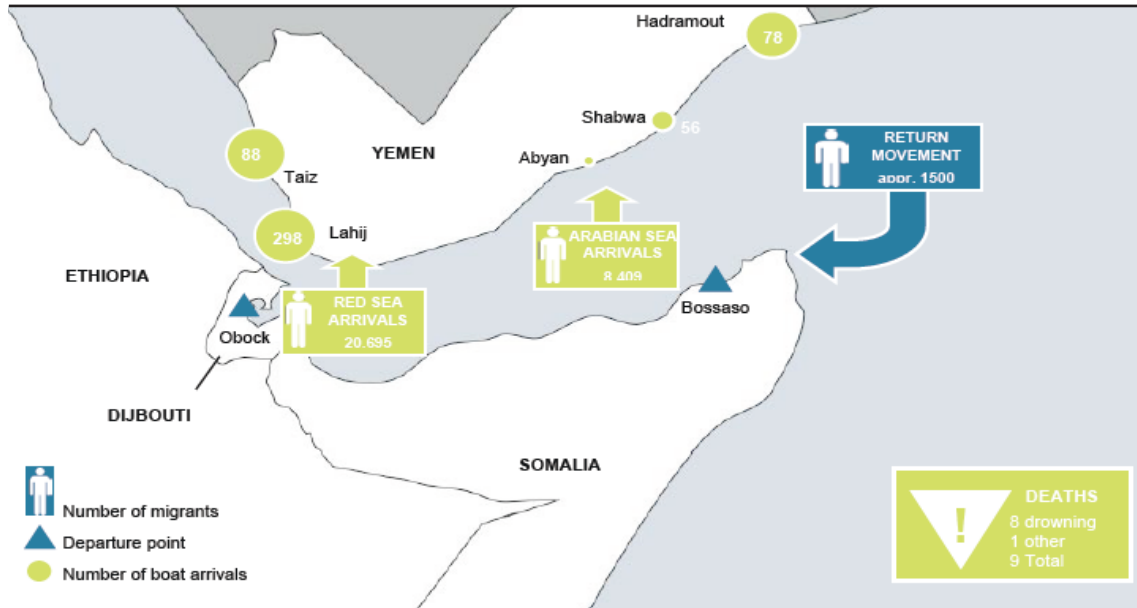 Hadramout
78
Shabwa
56
RETURN
MOVEMENT
appr. 1500
88
YEMEN
Abyan
Taiz
298
Lahij
ARABIAN SEA
ARRIVALS
8.409
ETHIOPIA
Bossaso
RED SEA
ARRIVALS
20.695
Obock
DIJBOUTI
SOMALIA
Number of migrants
Departure point
Number of boat arrivals
DEATHS
!
8 drowning
1 other
9 Total